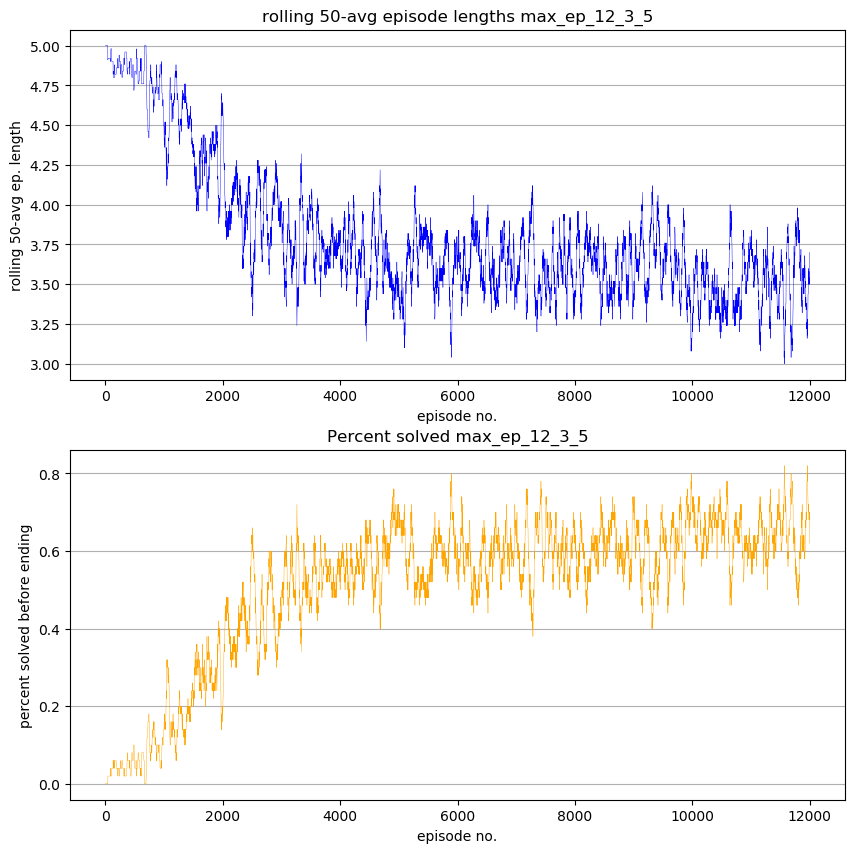 rolling 50-avg episode lengths max_ep_12_3_5
rolling 50-avg ep. length
5.00
4.75
4.50
4.25
4.00
3.75
3.50
3.25
3.00
0 2000 4000 6000 8000 10000 12000
episode no.
Percent solved max_ep_12_3_5
percent solved before ending
0.8
0.6
0.4
0.2
0.0
0 2000 4000 6000 8000 10000 12000
episode no.